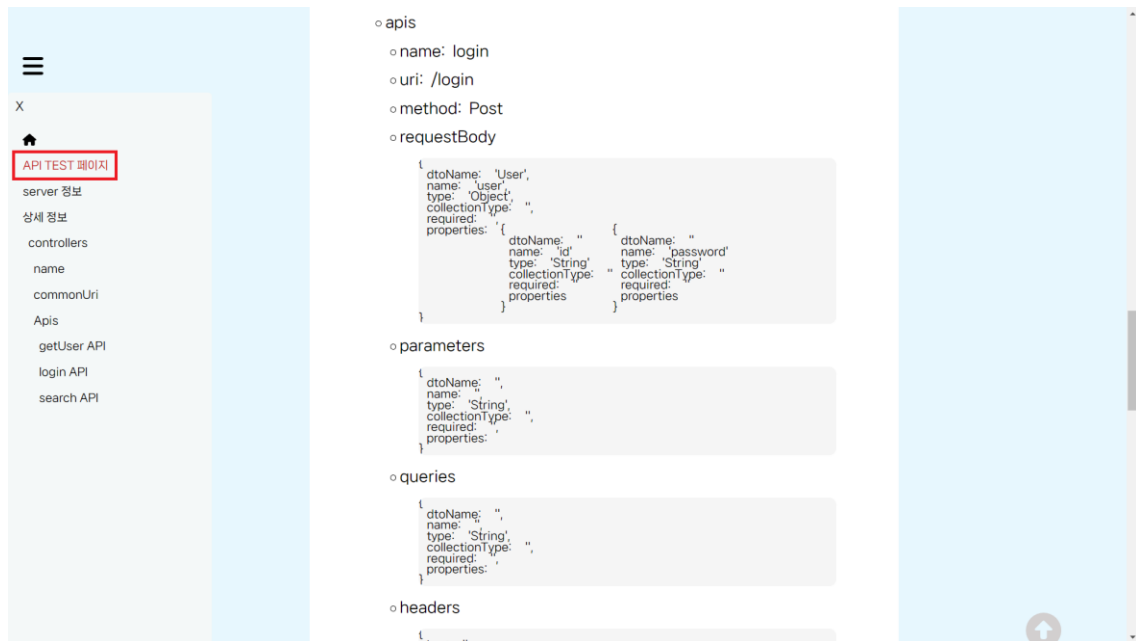 X
API TEST 페이지
server 정보
상세 정보
controllers
name
commonUri
Apis
getUser API
login API
search API
apis
name: login
uri: /login
method: Post
requestBody
{
dtoName: 'User',
name: 'user',
type: 'Object',
collectionType: '',
required: '',
properties: { {
dtoName: '' dtoName: ''
name: 'id' name: 'password'
type: 'String' type: 'String'
collectionType: '' collectionType: ''
required: '' required: ''
properties properties
} }
}
parameters
{
dtoName: '',
name: '',
type: 'String',
collectionType: '',
required: '',
properties:
}
queries
{
dtoName: '',
name: '',
type: 'String',
collectionType: '',
required: '',
properties:
}
headers
{